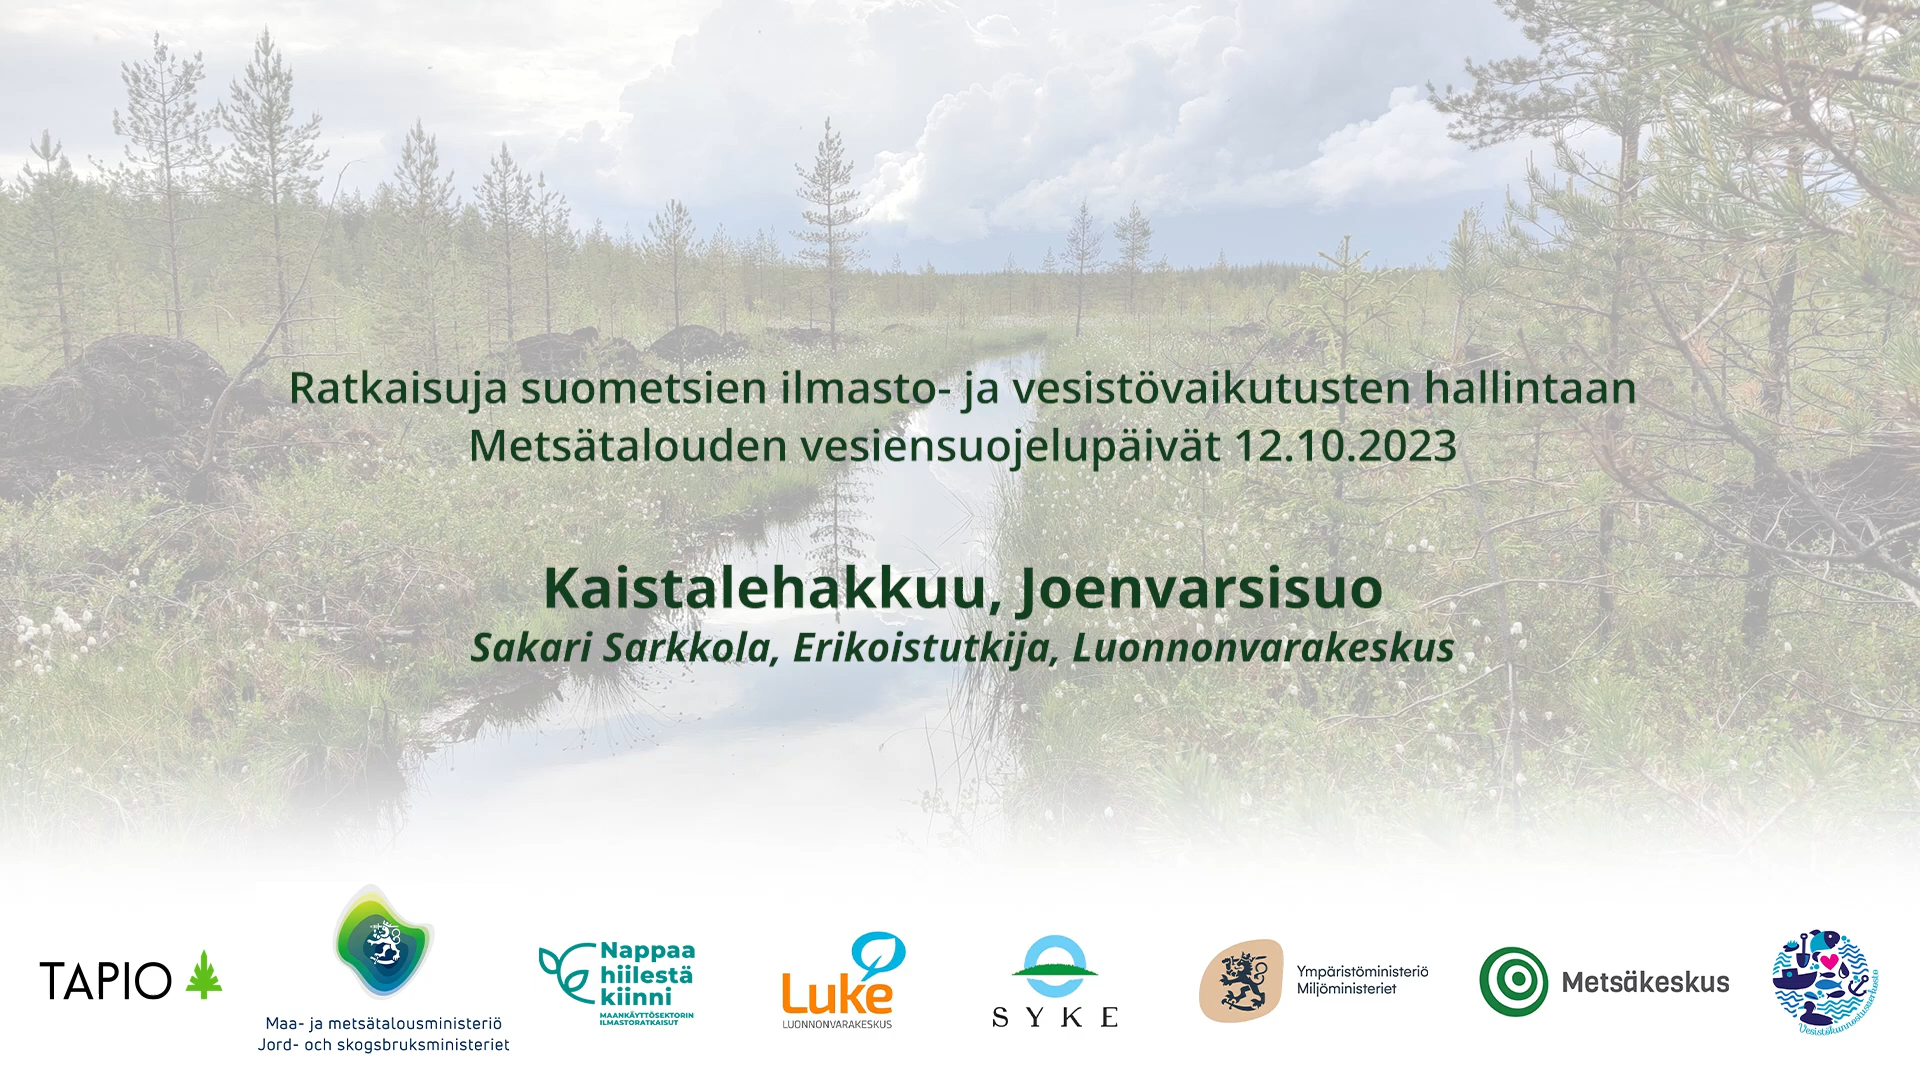 Ratkaisuja suometsien ilmasto- ja vesistövaikutusten hallintaan
Metsätalouden vesiensuojelupäivät 12.10.2023
Kaistalehakkuu, Joenvarsisuo
Sakari Sarkkola, Erikoistutkija, Luonnonvarakeskus
TAPIO
Maa- ja metsätalousministeriö
Jord- och skogsbruksministeriet
Nappaa
hiilestä
kiinni
MAANKÄYTTÖSEKTORIN
ILMASTORATKAISUT
Luke
LUONNONVARAKESKUS
SYKE
Ympäristöministeriö
Miljöministeriet
Metsäkeskus
Vesistökunnostusverkosto